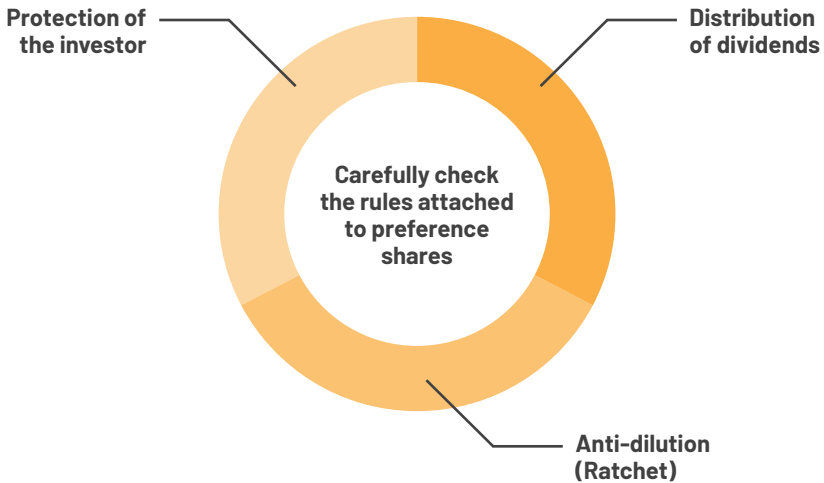 Protection of
the investor
Distribution
of dividends
Carefully check
the rules attached
to preference
shares
Anti-dilution
(Ratchet)